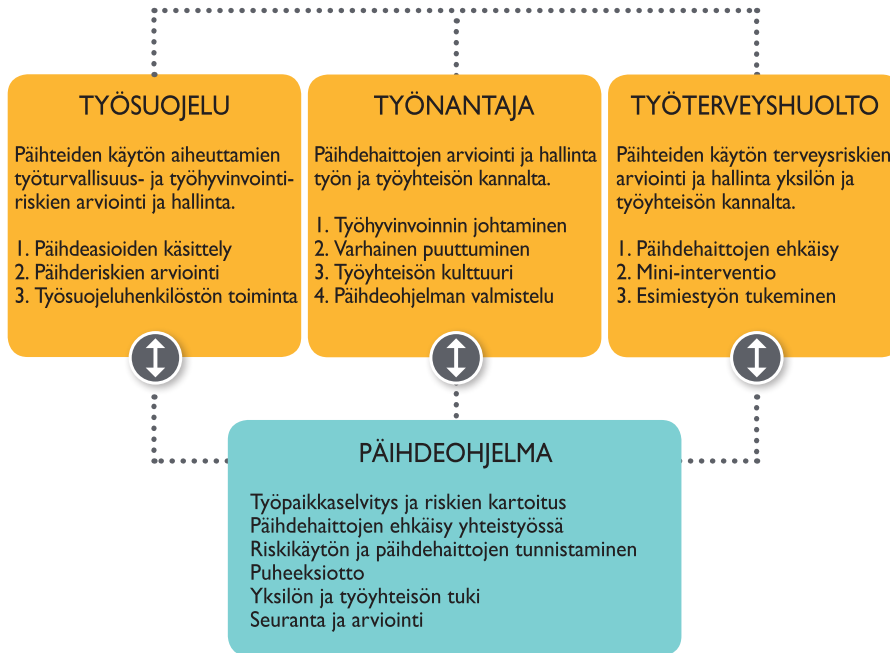 TYÖSUOJELU
Päihteiden käytön aiheuttamien
työturvallisuus- ja työhyvinvointi-
riskien arviointi ja hallinta.
1. Päihdeasioiden käsittely
2. Päihderiskien arviointi
3. Työsuojeluhenkilöstön toiminta
TYÖNANTAJA
Päihdehaittojen arviointi ja hallinta
työn ja työyhteisön kannalta.
1. Työhyvinvoinnin johtaminen
2. Varhainen puuttuminen
3. Työyhteisön kulttuuri
4. Päihdeohjelman valmistelu
TYÖTERVEYSHUOLTO
Päihteiden käytön terveysriskien
arviointi ja hallinta yksilön ja
työyhteisön kannalta.
1. Päihdehaittojen ehkäisy
2. Mini-interventio
3. Esimiestyön tukeminen
PÄIHDEOHJELMA
Työpaikkaselvitys ja riskien kartoitus
Päihdehaittojen ehkäisy yhteistyössä
Riskikäytön ja päihdehaittojen tunnistaminen
Puheeksiotto
Yksilön ja työyhteisön tuki
Seuranta ja arviointi